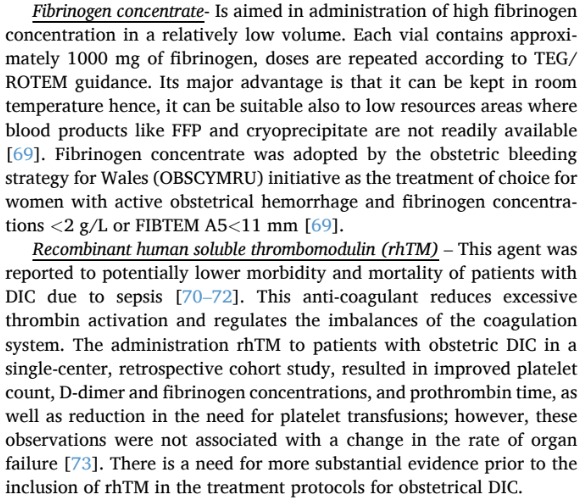 Fibrinogen concentrate- Is aimed in administration of high fibrinogen
concentration in a relatively low volume. Each vial contains approxi-
mately 1000 mg of fibrinogen, doses are repeated according to TEG/
ROTEM guidance. Its major advantage is that it can be kept in room
temperature hence, it can be suitable also to low resources areas where
blood products like FFP and cryoprecipitate are not readily available
[69]. Fibrinogen concentrate was adopted by the obstetric bleeding
strategy for Wales (OBSCYMRU) initiative as the treatment of choice for
women with active obstetrical hemorrhage and fibrinogen concentra-
tions <2 g/L or FIBTEM A5<11 mm [69].
Recombinant human soluble thrombomodulin (rhTM) – This agent was
reported to potentially lower morbidity and mortality of patients with
DIC due to sepsis [70–72]. This anti-coagulant reduces excessive
thrombin activation and regulates the imbalances of the coagulation
system. The administration rhTM to patients with obstetric DIC in a
single-center, retrospective cohort study, resulted in improved platelet
count, D-dimer and fibrinogen concentrations, and prothrombin time, as
well as reduction in the need for platelet transfusions; however, these
observations were not associated with a change in the rate of organ
failure [73]. There is a need for more substantial evidence prior to the
inclusion of rhTM in the treatment protocols for obstetrical DIC.